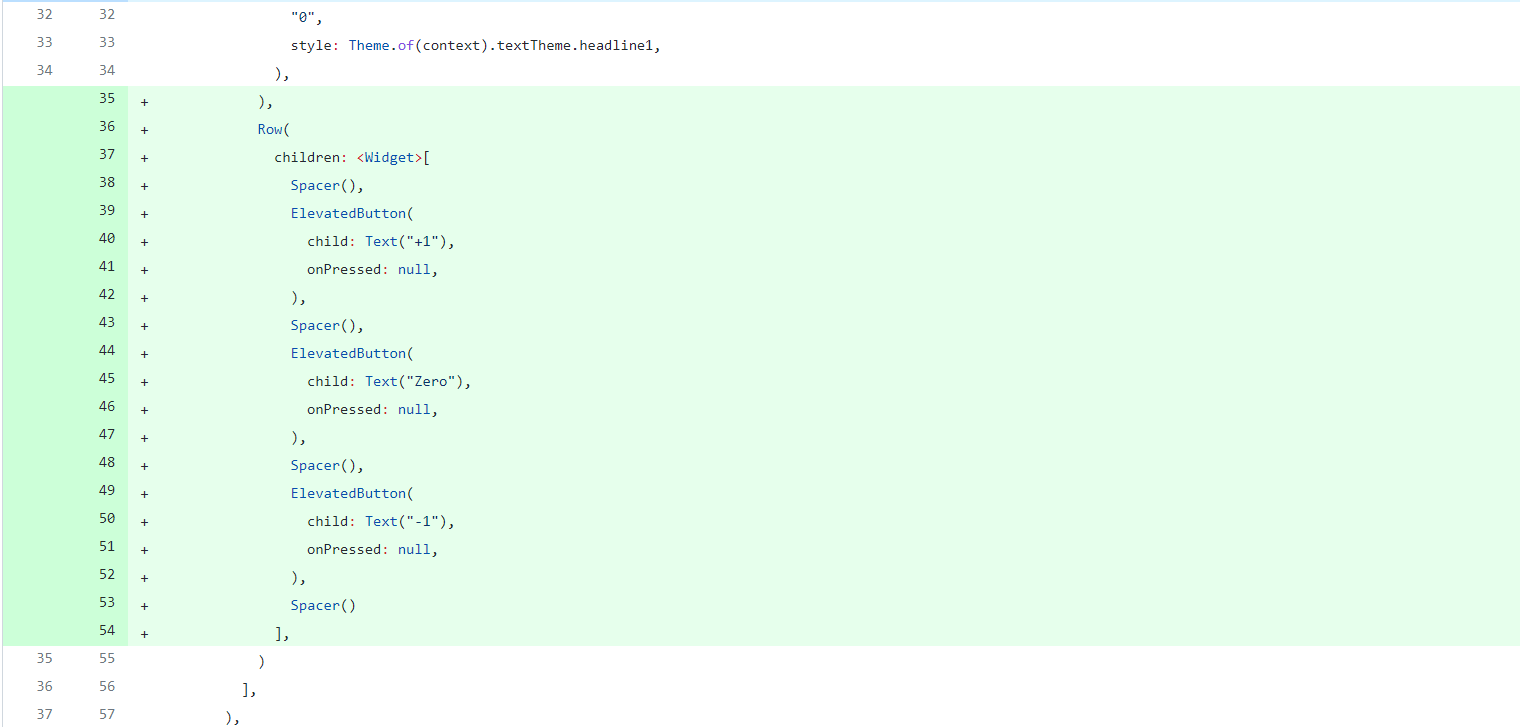 32 32 "0",
33 33 style: Theme.of(context).textTheme.headline1,
34 34 ),
35 + ),
36 + Row(
37 + children: <Widget>[
38 + Spacer(),
39 + ElevatedButton(
40 + child: Text("+1"),
41 + onPressed: null,
42 + ),
43 + Spacer(),
44 + ElevatedButton(
45 + child: Text("Zero"),
46 + onPressed: null,
47 + ),
48 + Spacer(),
49 + ElevatedButton(
50 + child: Text("-1"),
51 + onPressed: null,
52 + ),
53 + Spacer()
54 + ],
35 55 )
36 56 ],
37 57 ),